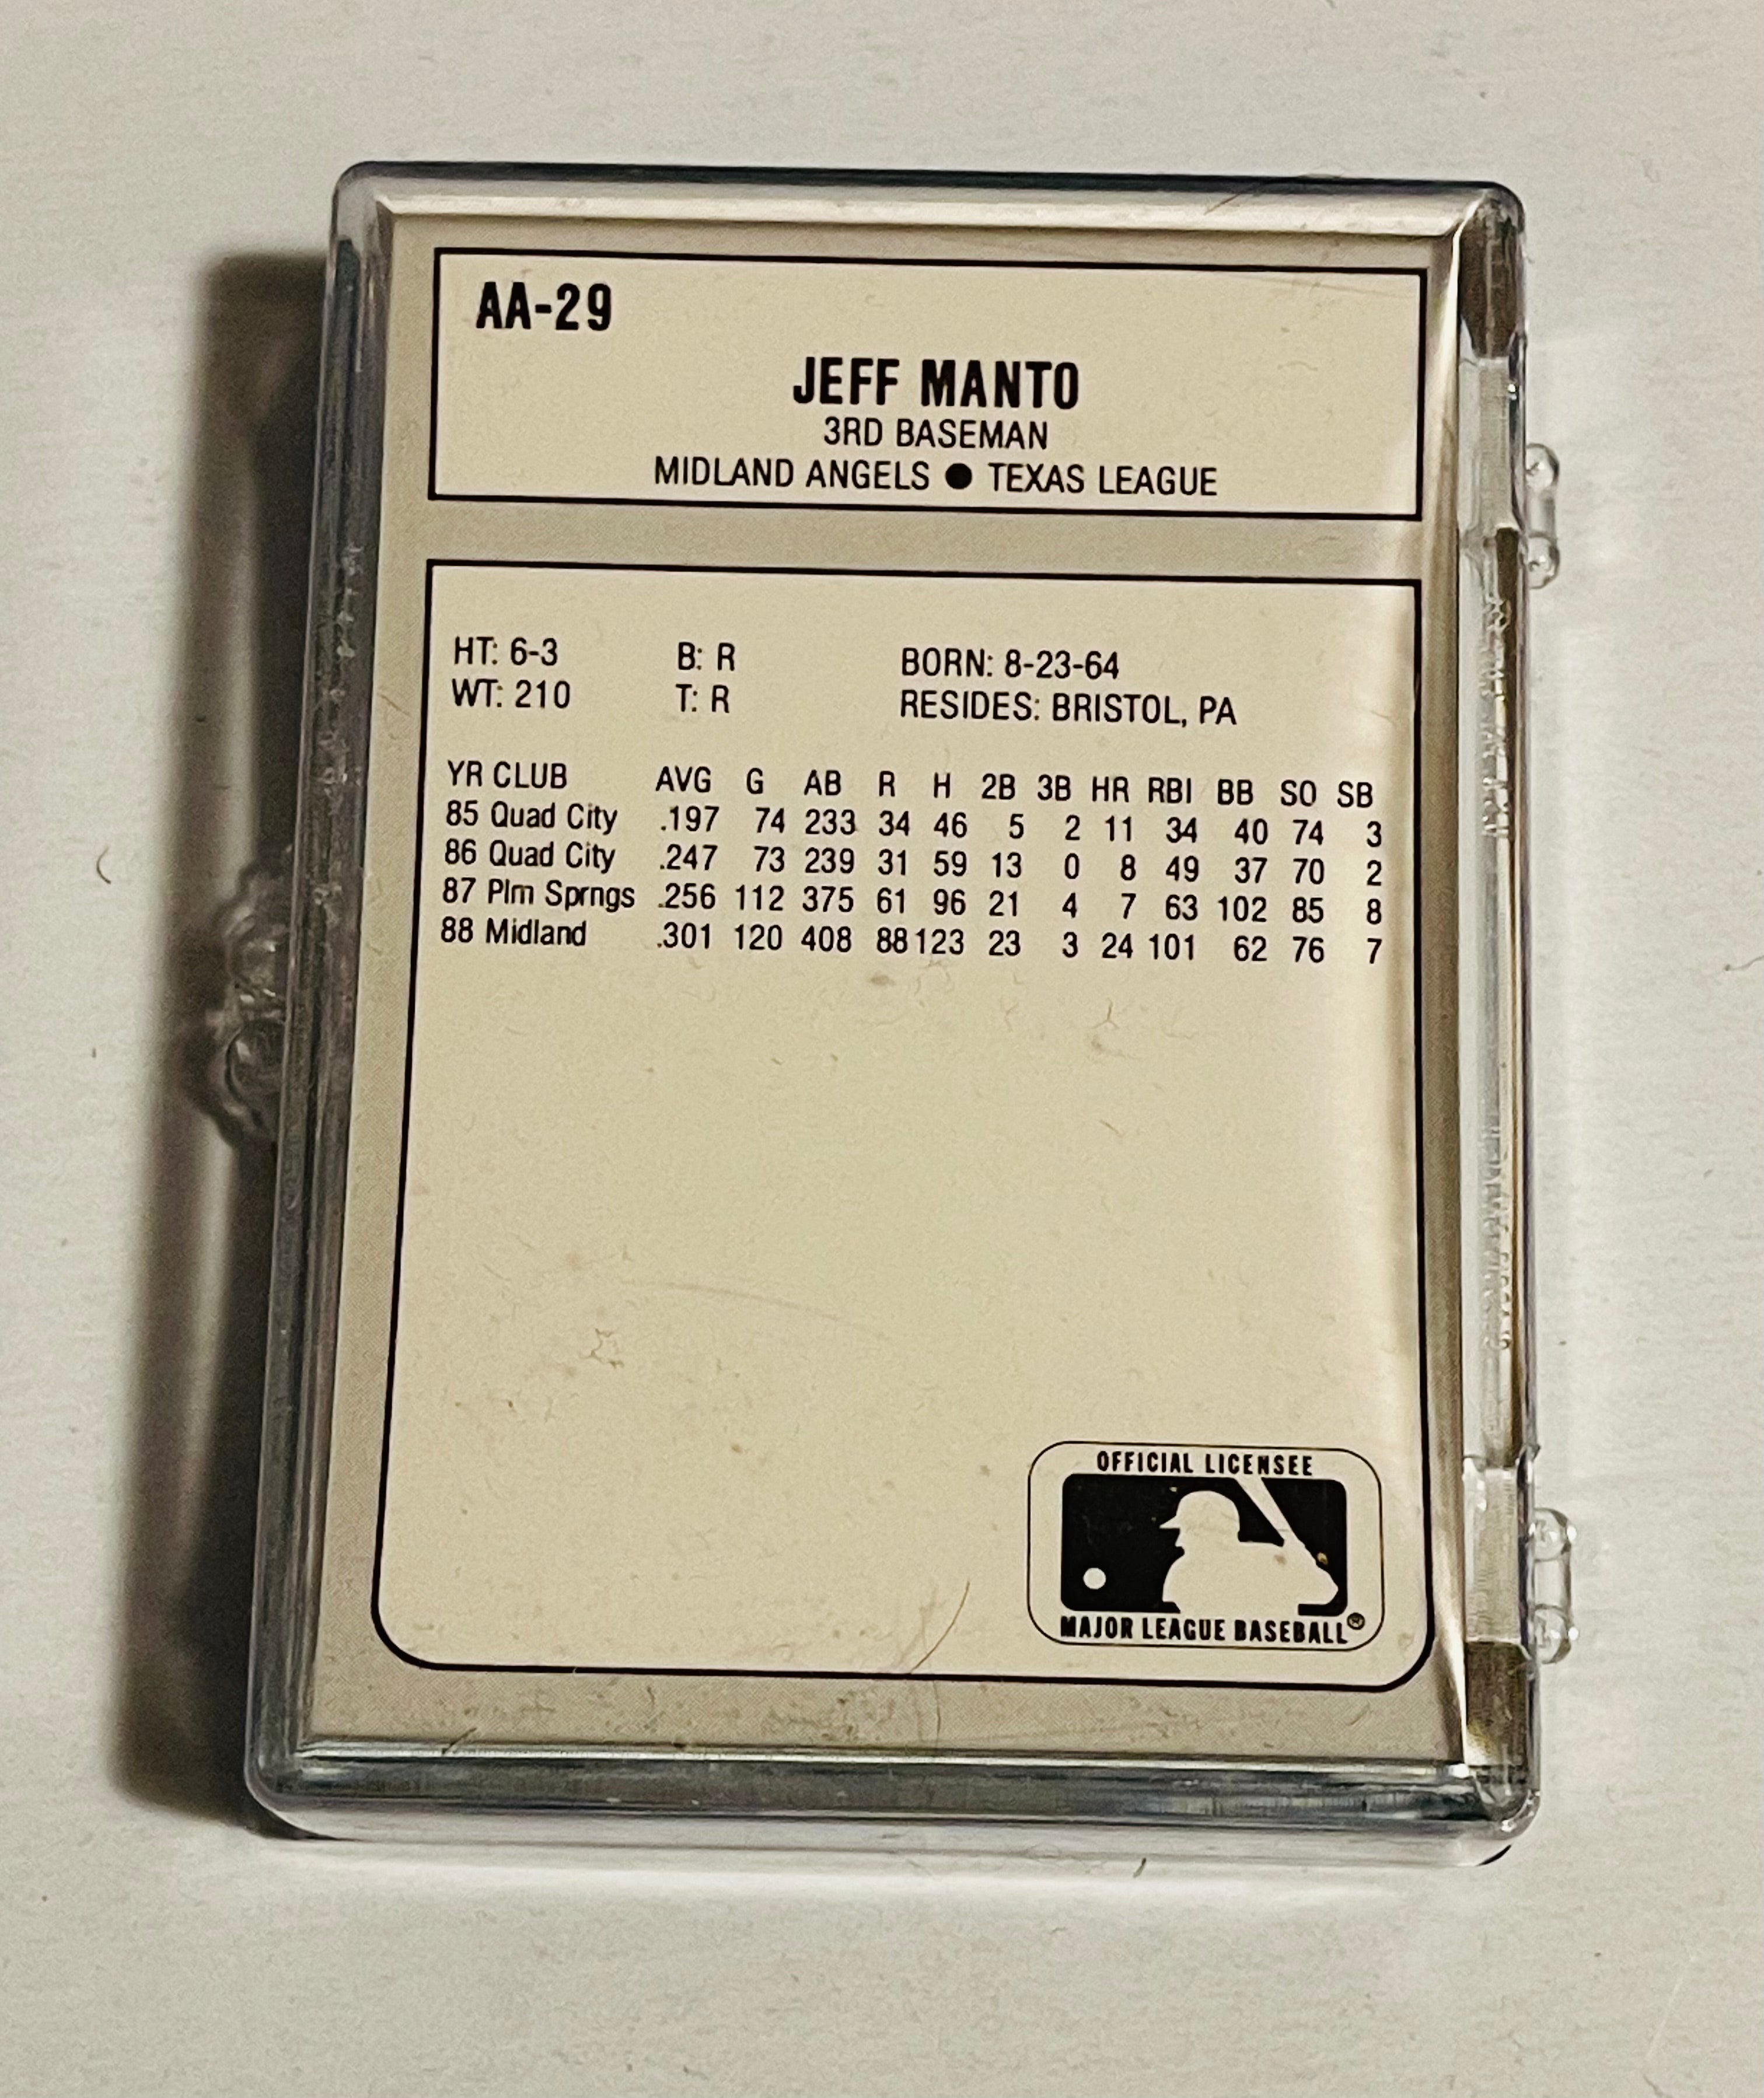 AA-29
JEFF MANTO
3RD BASEMAN
MIDLAND ANGELS ● TEXAS LEAGUE
HT: 6-3 B: R BORN: 8-23-64
WT: 210 T: R RESIDES: BRISTOL, PA
YR CLUB AVG G AB R H 2B 3B HR RBI BB SO SB
85 Quad City .197 74 233 34 46 5 2 11 34 40 74 3
86 Quad City .247 73 239 31 59 13 0 8 49 37 70 2
87 Plm Sprngs .256 112 375 61 96 21 4 7 63 102 85 8
88 Midland .301 120 408 88 123 23 3 24 101 62 76 7
OFFICIAL LICENSEE
MAJOR LEAGUE BASEBALL®